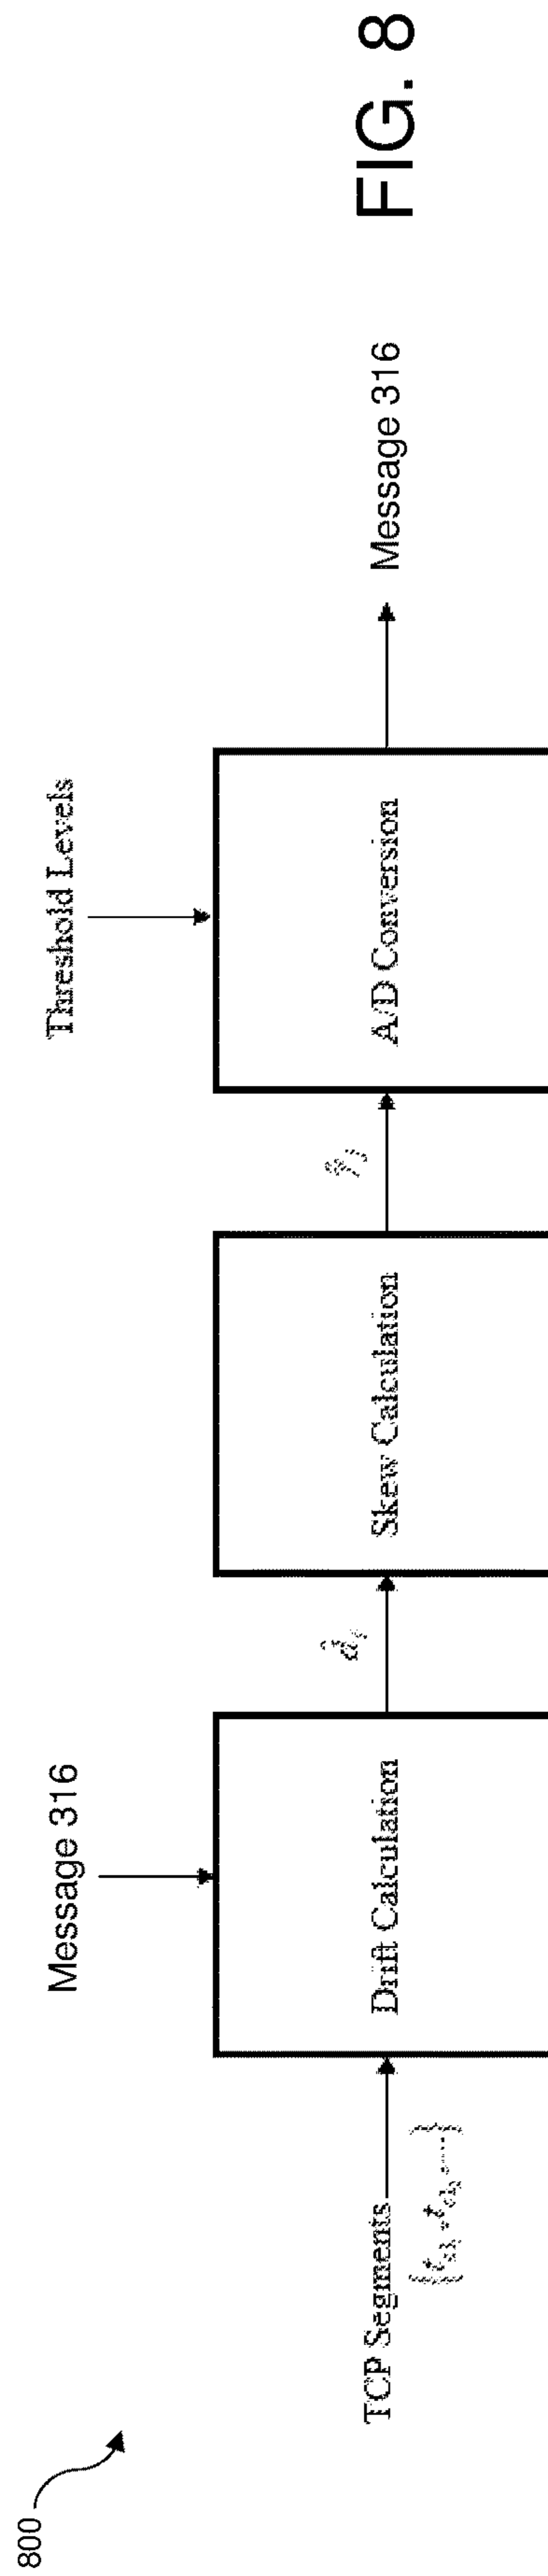 800
Message 316
Threshold Levels
TCP Segments
Drift Calculation
Skew Calculation
A/D Conversion
Message 316
FIG. 8